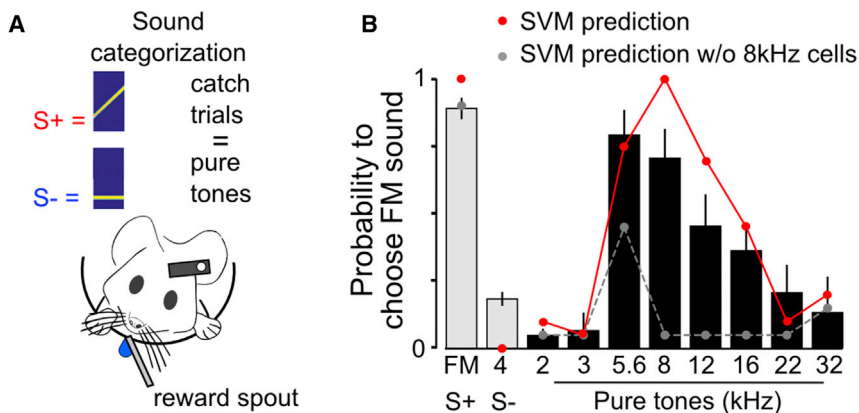 A
Sound
categorization
S+ =
catch
trials
=
pure
tones
S- =
reward spout
B
SVM prediction
SVM prediction w/o 8kHz cells
Probability to
choose FM sound
1
0
FM 4 2 3 5.6 8 12 16 22 32
S+ S- Pure tones (kHz)